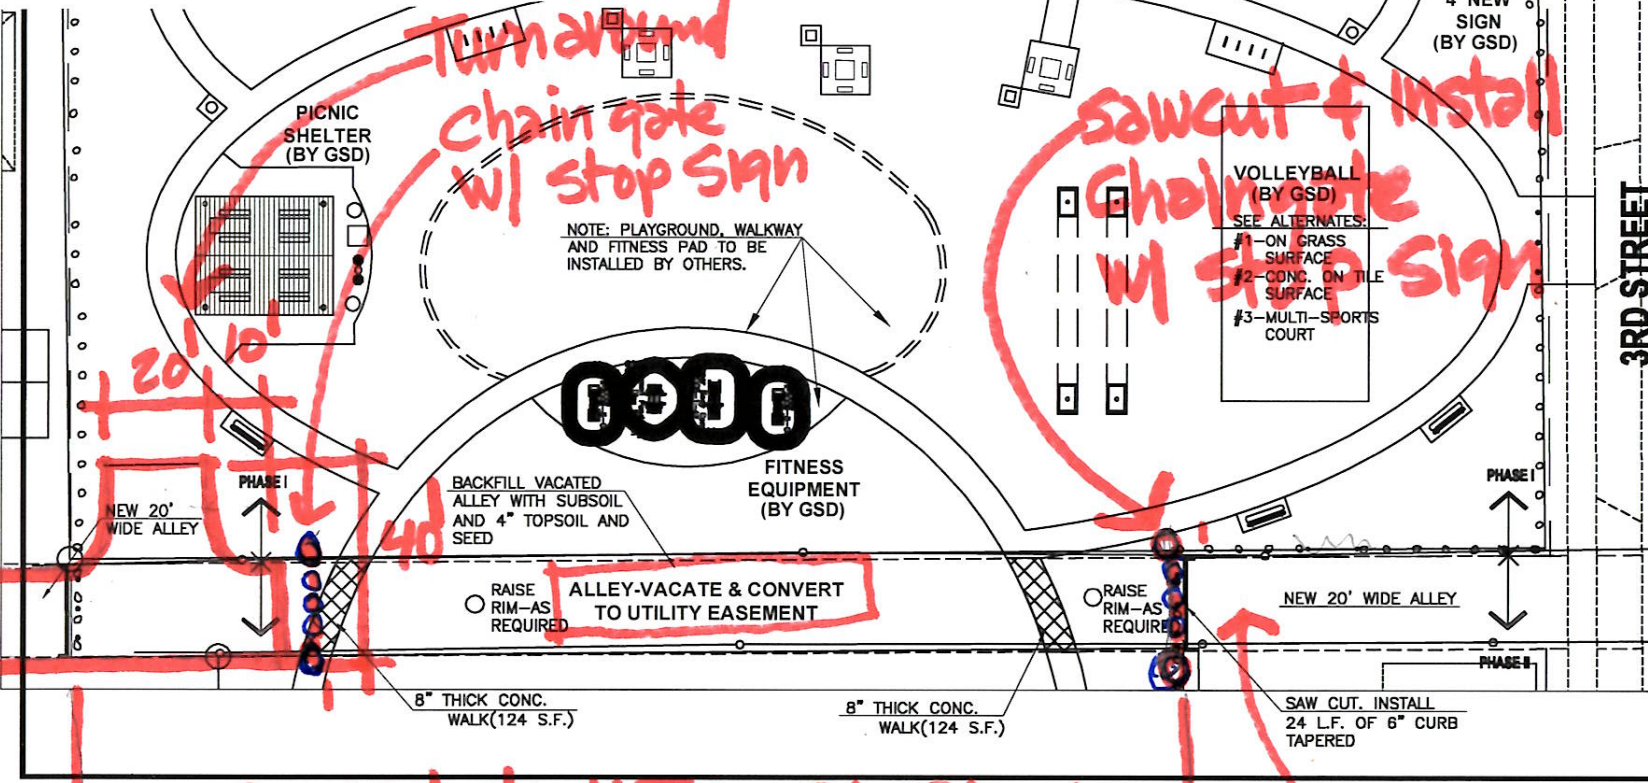 Turnaround
4' NEW
SIGN
(BY GSD)
PICNIC
SHELTER
(BY GSD)
chain gate
w/ stop sign
sawcut & Install
Chain gate
w/ stop sign
VOLLEYBALL
(BY GSD)
SEE ALTERNATES:
#1-ON GRASS
SURFACE
#2-CONC. ON TILE
SURFACE
#3-MULTI-SPORTS
COURT
3RD STREET
NOTE: PLAYGROUND, WALKWAY
AND FITNESS PAD TO BE
INSTALLED BY OTHERS.
20' 10'
FITNESS
EQUIPMENT
(BY GSD)
PHASE I
NEW 20'
WIDE ALLEY
BACKFILL VACATED
ALLEY WITH SUBSOIL
AND 4" TOPSOIL AND
SEED
40'
PHASE I
RAISE
RIM-AS
REQUIRED
ALLEY-VACATE & CONVERT
TO UTILITY EASEMENT
RAISE
RIM-AS
REQUIRE
NEW 20' WIDE ALLEY
PHASE II
8" THICK CONC.
WALK(124 S.F.)
8" THICK CONC.
WALK(124 S.F.)
SAW CUT. INSTALL
24 L.F. OF 6" CURB
TAPERED